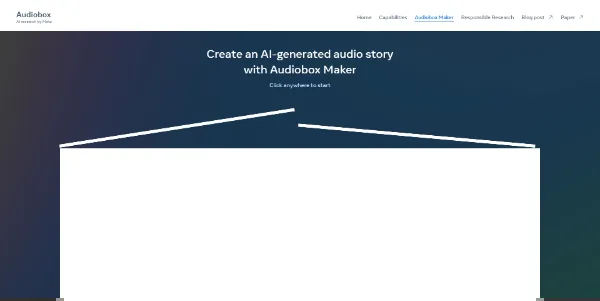 Audiobox
AI research by Meta
Home Capabilities Audiobox Maker Responsible Research Blog post Paper
Create an AI-generated audio story
with Audiobox Maker
Click anywhere to start